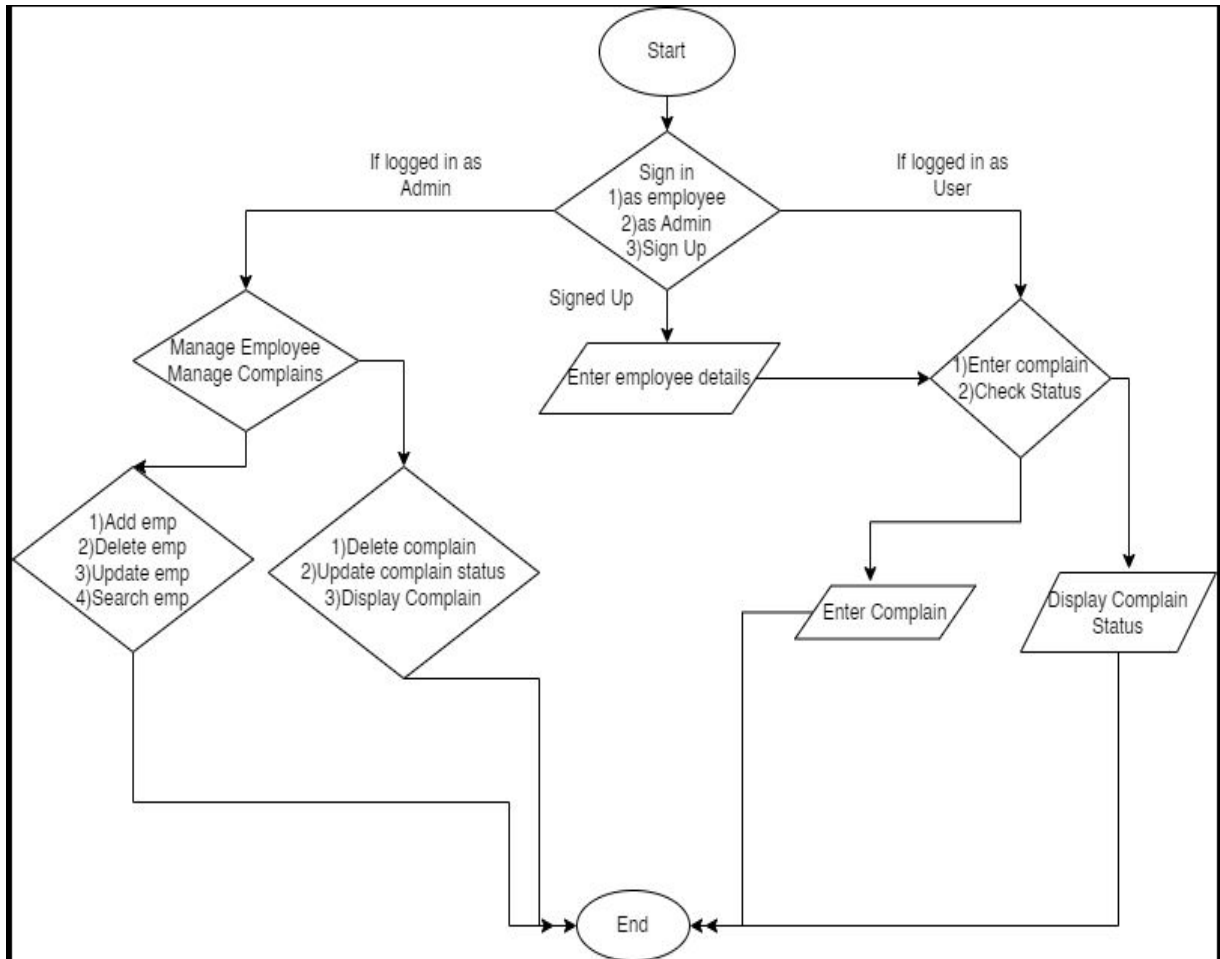 Start
If logged in as
Admin
Sign in
1)as employee
2)as Admin
3)Sign Up
If logged in as
User
Signed Up
Manage Employee
Manage Complains
Enter employee details
1)Enter complain
2)Check Status
1)Add emp
2)Delete emp
3)Update emp
4)Search emp
1)Delete complain
2)Update complain status
3)Display Complain
Enter Complain
Display Complain
Status
End